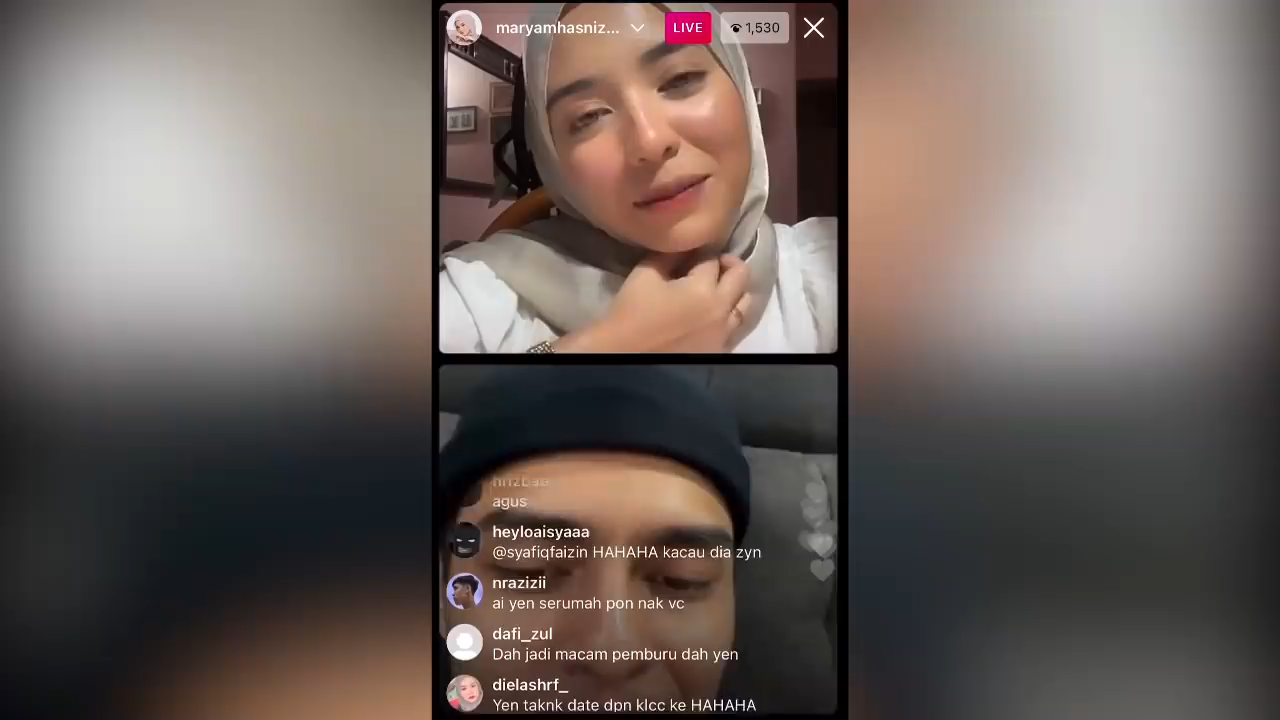 maryamhasniz...
LIVE
1,530
hrizbae
agus
heyloaisyaaa
@syafiqfaizin HAHAHA kacau dia zyn
nrazizii
ai yen serumah pon nak vc
dafi_zul
Dah jadi macam pemburu dah yen
dielashrf_
Yen taknk date dpn klcc ke HAHAHA